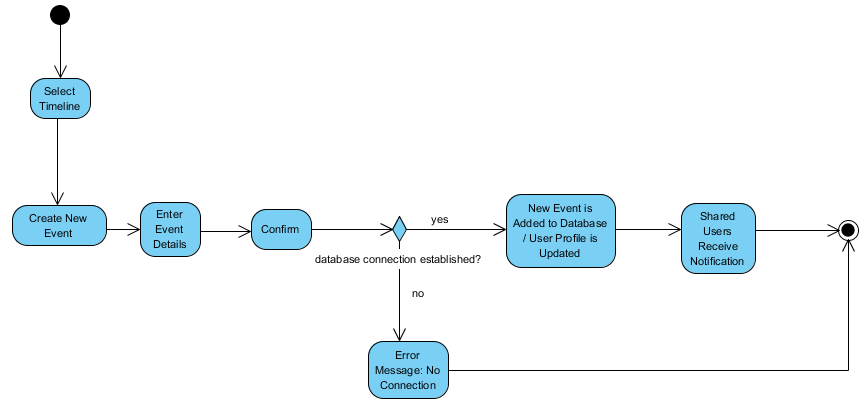 Select
Timeline
Create New
Event
Enter
Event
Details
Confirm
yes
database connection established?
no
New Event is
Added to Database
/ User Profile is
Updated
Shared
Users
Receive
Notification
Error
Message: No
Connection